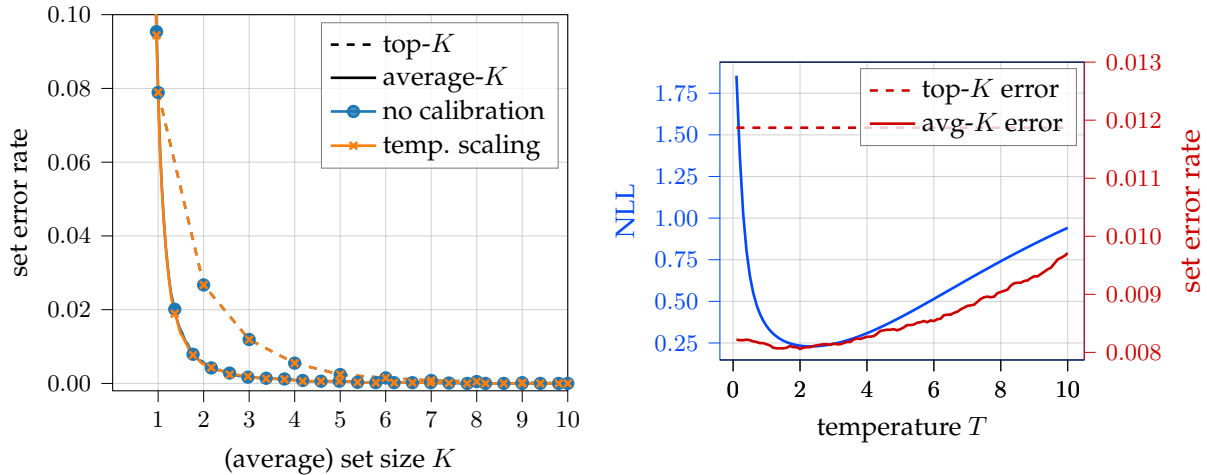 0.10
0.08
0.06
0.04
0.02
0.00
set error rate
1 2 3 4 5 6 7 8 9 10
(average) set size K
top-K
average-K
no calibration
temp. scaling
1.75
1.50
1.25
1.00
0.75
0.50
0.25
NLL
0 2 4 6 8 10
temperature T
top-K error
avg-K error
0.013
0.012
0.011
0.010
0.009
0.008
set error rate